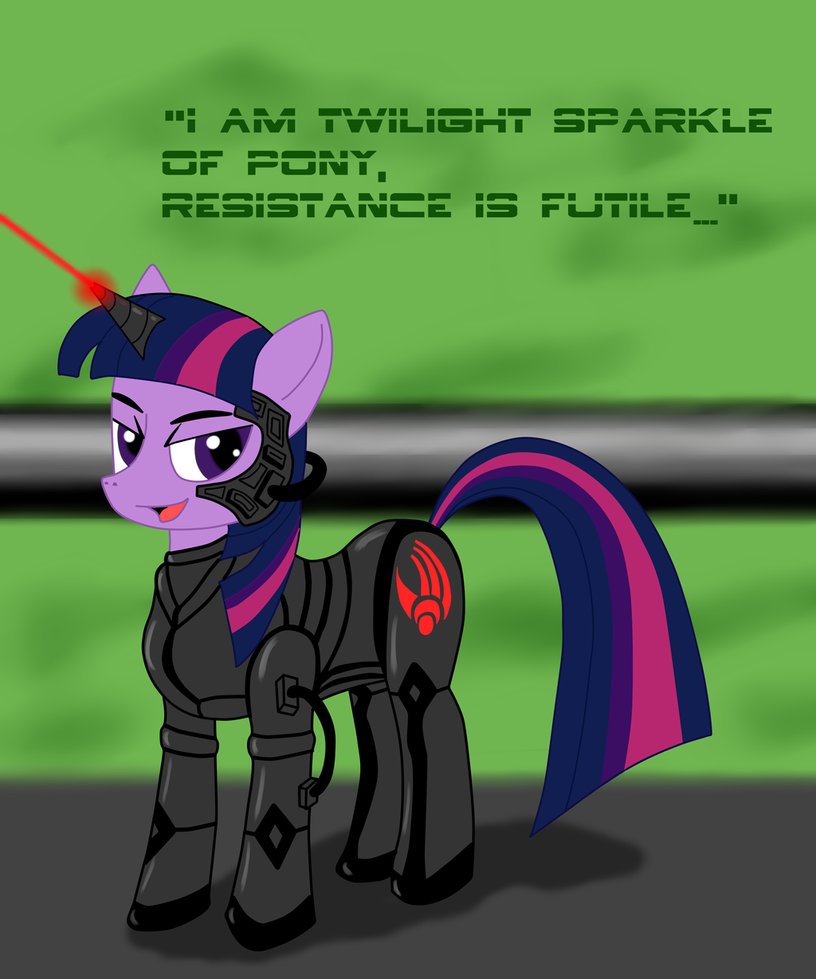 "I AM TWILIGHT SPARKLE
OF PONY,
RESISTANCE IS FUTILE..."